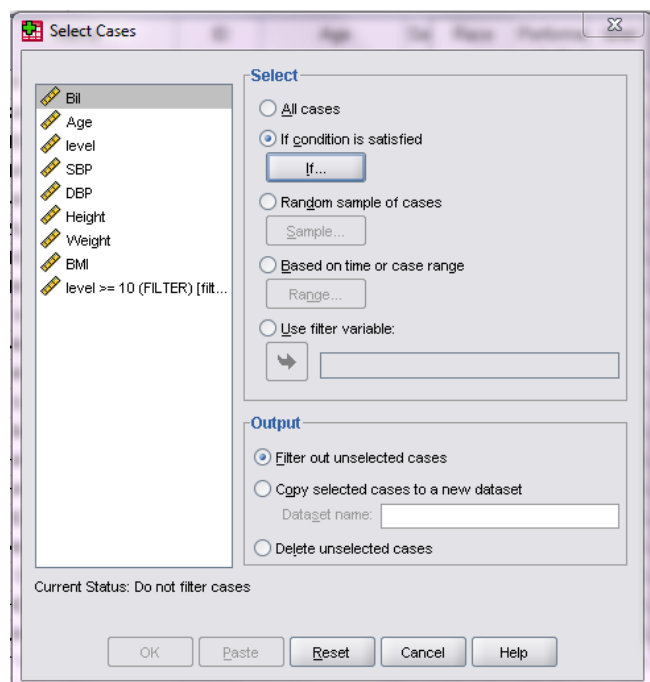 Select Cases
Bil
Age
level
SBP
DBP
Height
Weight
BMI
level >= 10 (FILTER) [filt...
Select
All cases
If condition is satisfied
If...
Random sample of cases
Sample...
Based on time or case range
Range...
Use filter variable:
Output
Filter out unselected cases
Copy selected cases to a new dataset
Dataset name:
Delete unselected cases
Current Status: Do not filter cases
OK Paste Reset Cancel Help